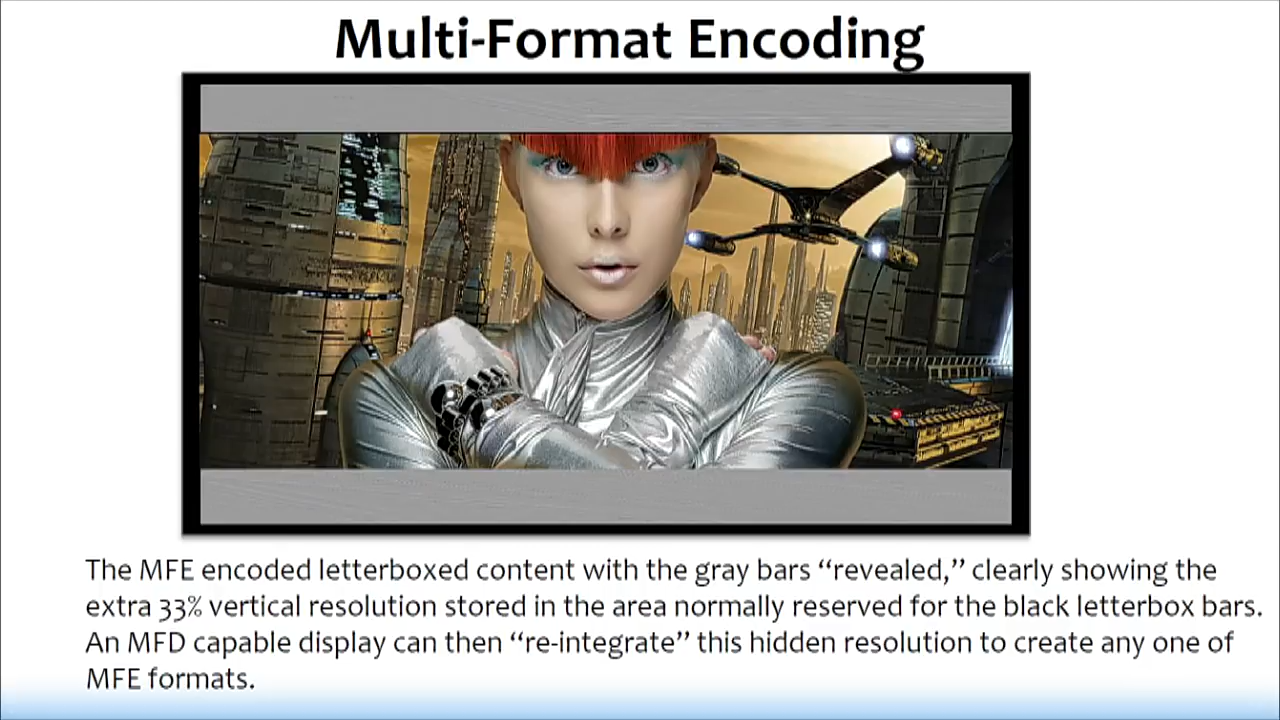 Multi-Format Encoding
The MFE encoded letterboxed content with the gray bars “revealed,” clearly showing the
extra 33% vertical resolution stored in the area normally reserved for the black letterbox bars.
An MFD capable display can then “re-integrate” this hidden resolution to create any one of
MFE formats.